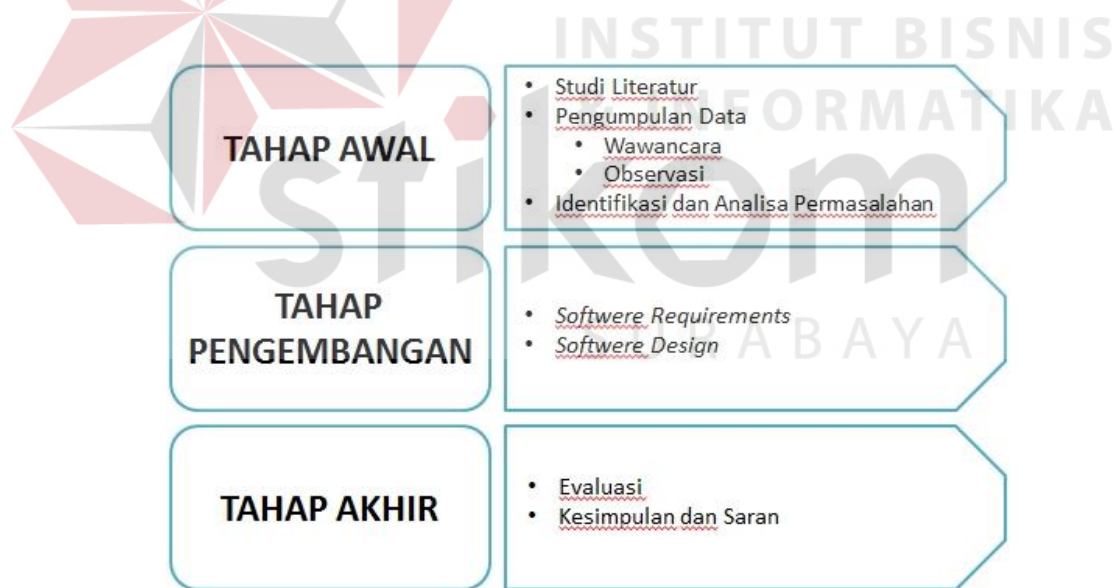 INSTITUT BISNIS
& INFORMATIKA
stikom
SURABAYA
TAHAP AWAL
• Studi Literatur
• Pengumpulan Data
• Wawancara
• Observasi
• Identifikasi dan Analisa Permasalahan
TAHAP
PENGEMBANGAN
• Softwere Requirements
• Softwere Design
TAHAP AKHIR
• Evaluasi
• Kesimpulan dan Saran